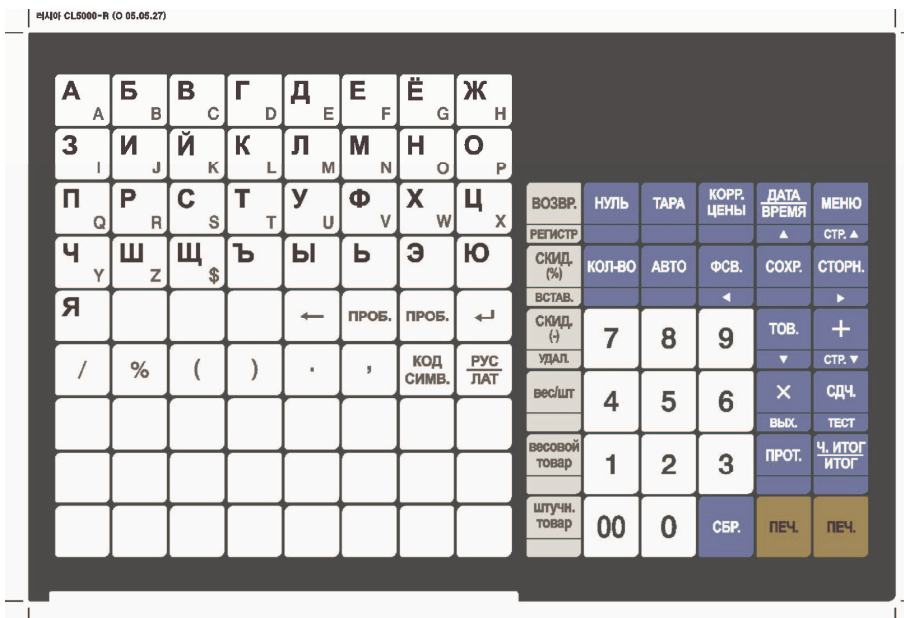 러시아 CL5000-R (O 05.05.27)
А A Б B В C Г D Д E Е F Ё G Ж H
З I И J Й K К L Л M М N Н O О P
П Q Р R С S Т T У U Ф V Х W Ц X
Ч Y Ш Z Щ $ Ъ Ы Ь Э Ю
Я ← ПРОБ. ПРОБ. ↵
/ % ( ) . , КОД СИМВ. РУС ЛАТ
ВОЗВР. НУЛЬ ТАРА КОРР. ЦЕНЫ ДАТА ВРЕМЯ МЕНЮ
РЕГИСТР ▲ СТР. ▲
СКИД. (%) КОЛ-ВО АВТО ФСВ. СОХР. СТОРН.
ВСТАВ. ◄ ►
СКИД. (-) 7 8 9 ТОВ. +
УДАЛ. ▼ СТР. ▼
вес/шт 4 5 6 × СДЧ.
ВЫХ. ТЕСТ
весовой товар 1 2 3 ПРОТ. Ч. ИТОГ ИТОГ
штучн. товар 00 0 СБР. ПЕЧ. ПЕЧ.